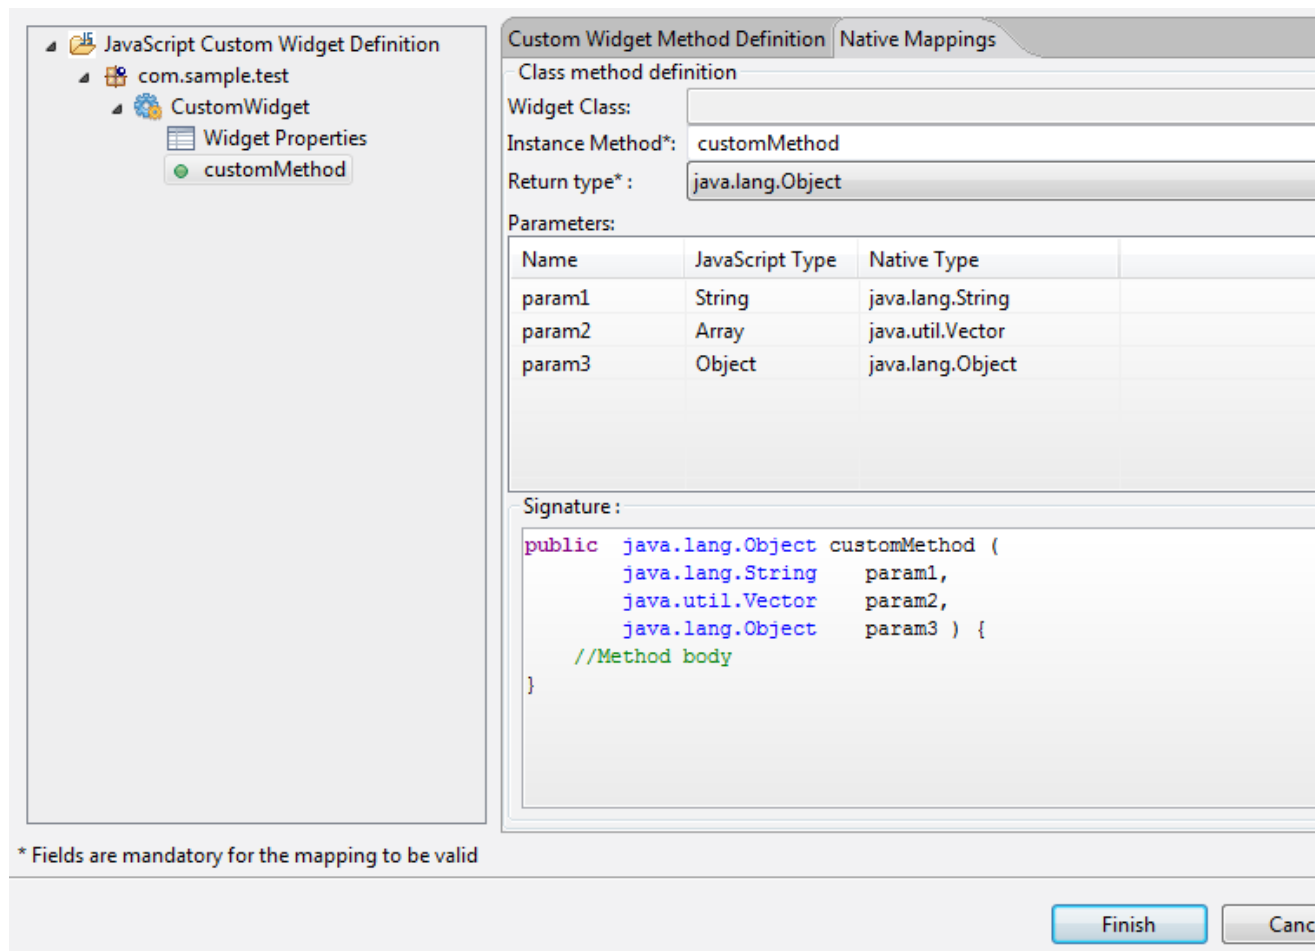 JavaScript Custom Widget Definition
com.sample.test
CustomWidget
Widget Properties
customMethod
Custom Widget Method Definition Native Mappings
Class method definition
Widget Class:
Instance Method*: customMethod
Return type* : java.lang.Object
Parameters:
Name JavaScript Type Native Type
param1 String java.lang.String
param2 Array java.util.Vector
param3 Object java.lang.Object
Signature :
public java.lang.Object customMethod (
java.lang.String param1,
java.util.Vector param2,
java.lang.Object param3 ) {
//Method body
}
* Fields are mandatory for the mapping to be valid
Finish Canc